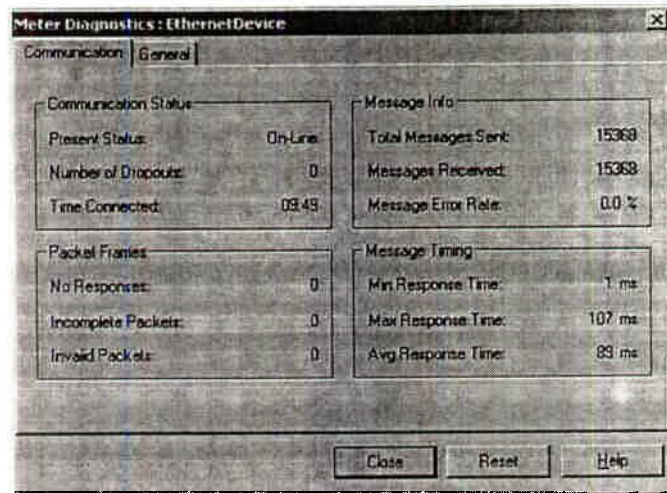 Meter Diagnostics : EthernetDevice
Communication
General
Communication Status
Present Status: On-Line
Number of Dropouts: 0
Time Connected: 09:49
Message Info
Total Messages Sent: 15368
Messages Received: 15368
Message Error Rate: 0.0 %
Packet Frames
No Responses: 0
Incomplete Packets: 0
Invalid Packets: 0
Message Timing
Min Response Time: 1 ms
Max Response Time: 107 ms
Avg Response Time: 89 ms
Close
Reset
Help